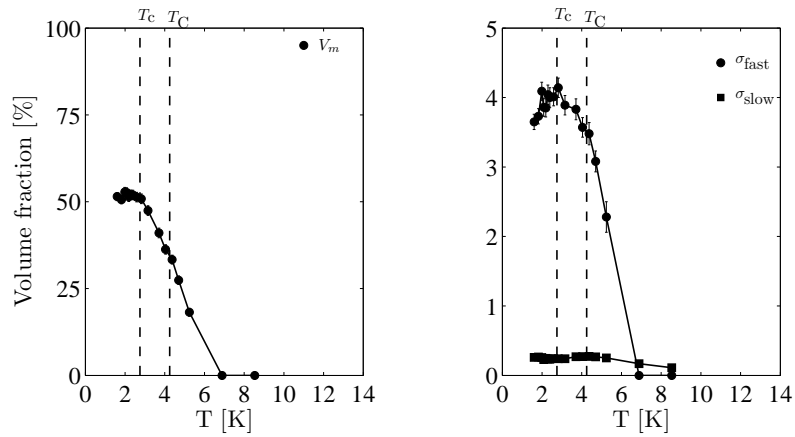 T_c T_C
100
75
50
25
0
Volume fraction [%]
V_m
0 2 4 6 8 10 12 14
T [K]
T_c T_C
5
4
3
2
1
0
σ_fast
σ_slow
0 2 4 6 8 10 12 14
T [K]